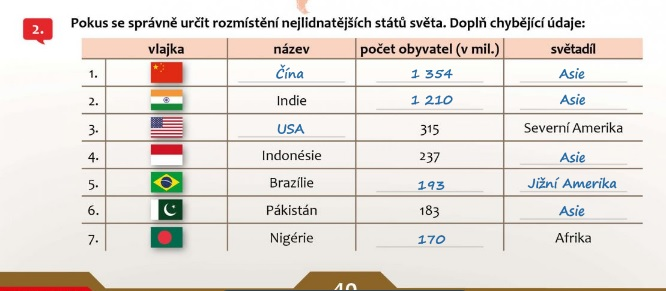 2.
Pokus se správně určit rozmístění nejlidnatějších států světa. Doplň chybějící údaje:
vlajka název počet obyvatel (v mil.) světadíl
1. Čína 1 354 Asie
2. Indie 1 210 Asie
3. USA 315 Severní Amerika
4. Indonésie 237 Asie
5. Brazílie 193 Jižní Amerika
6. Pákistán 183 Asie
7. Nigérie 170 Afrika